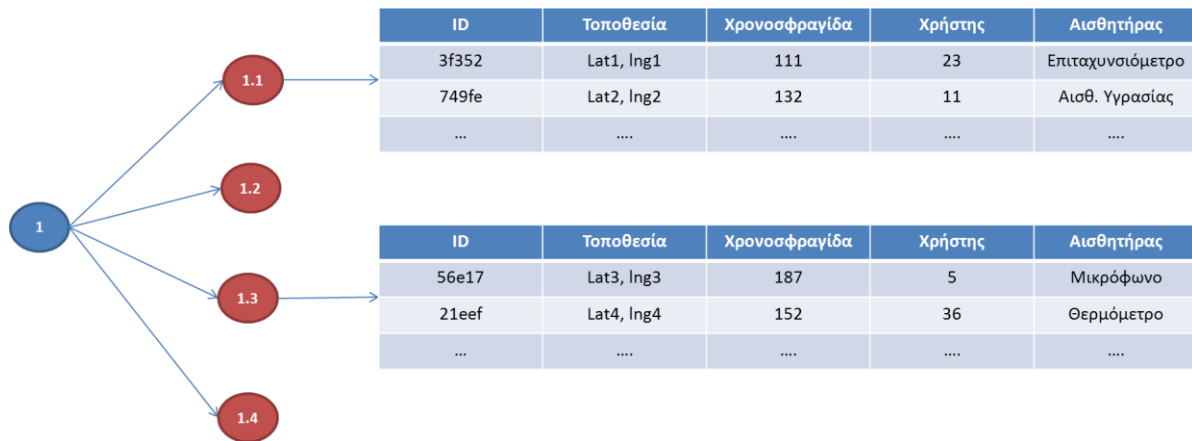 ID Τοποθεσία Χρονοσφραγίδα Χρήστης Αισθητήρας
3f352 Lat1, lng1 111 23 Επιταχυνσιόμετρο
1.1
749fe Lat2, lng2 132 11 Αισθ. Υγρασίας
... .... .... .... ....
1.2
1
ID Τοποθεσία Χρονοσφραγίδα Χρήστης Αισθητήρας
56e17 Lat3, lng3 187 5 Μικρόφωνο
1.3
21eef Lat4, lng4 152 36 Θερμόμετρο
... .... .... .... ....
1.4